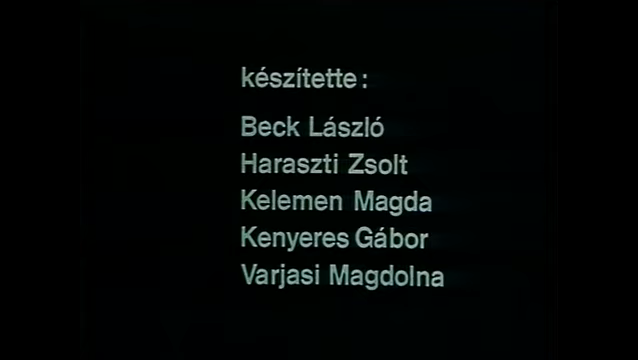 készítette:
Beck László
Haraszti Zsolt
Kelemen Magda
Kenyeres Gábor
Varjasi Magdolna